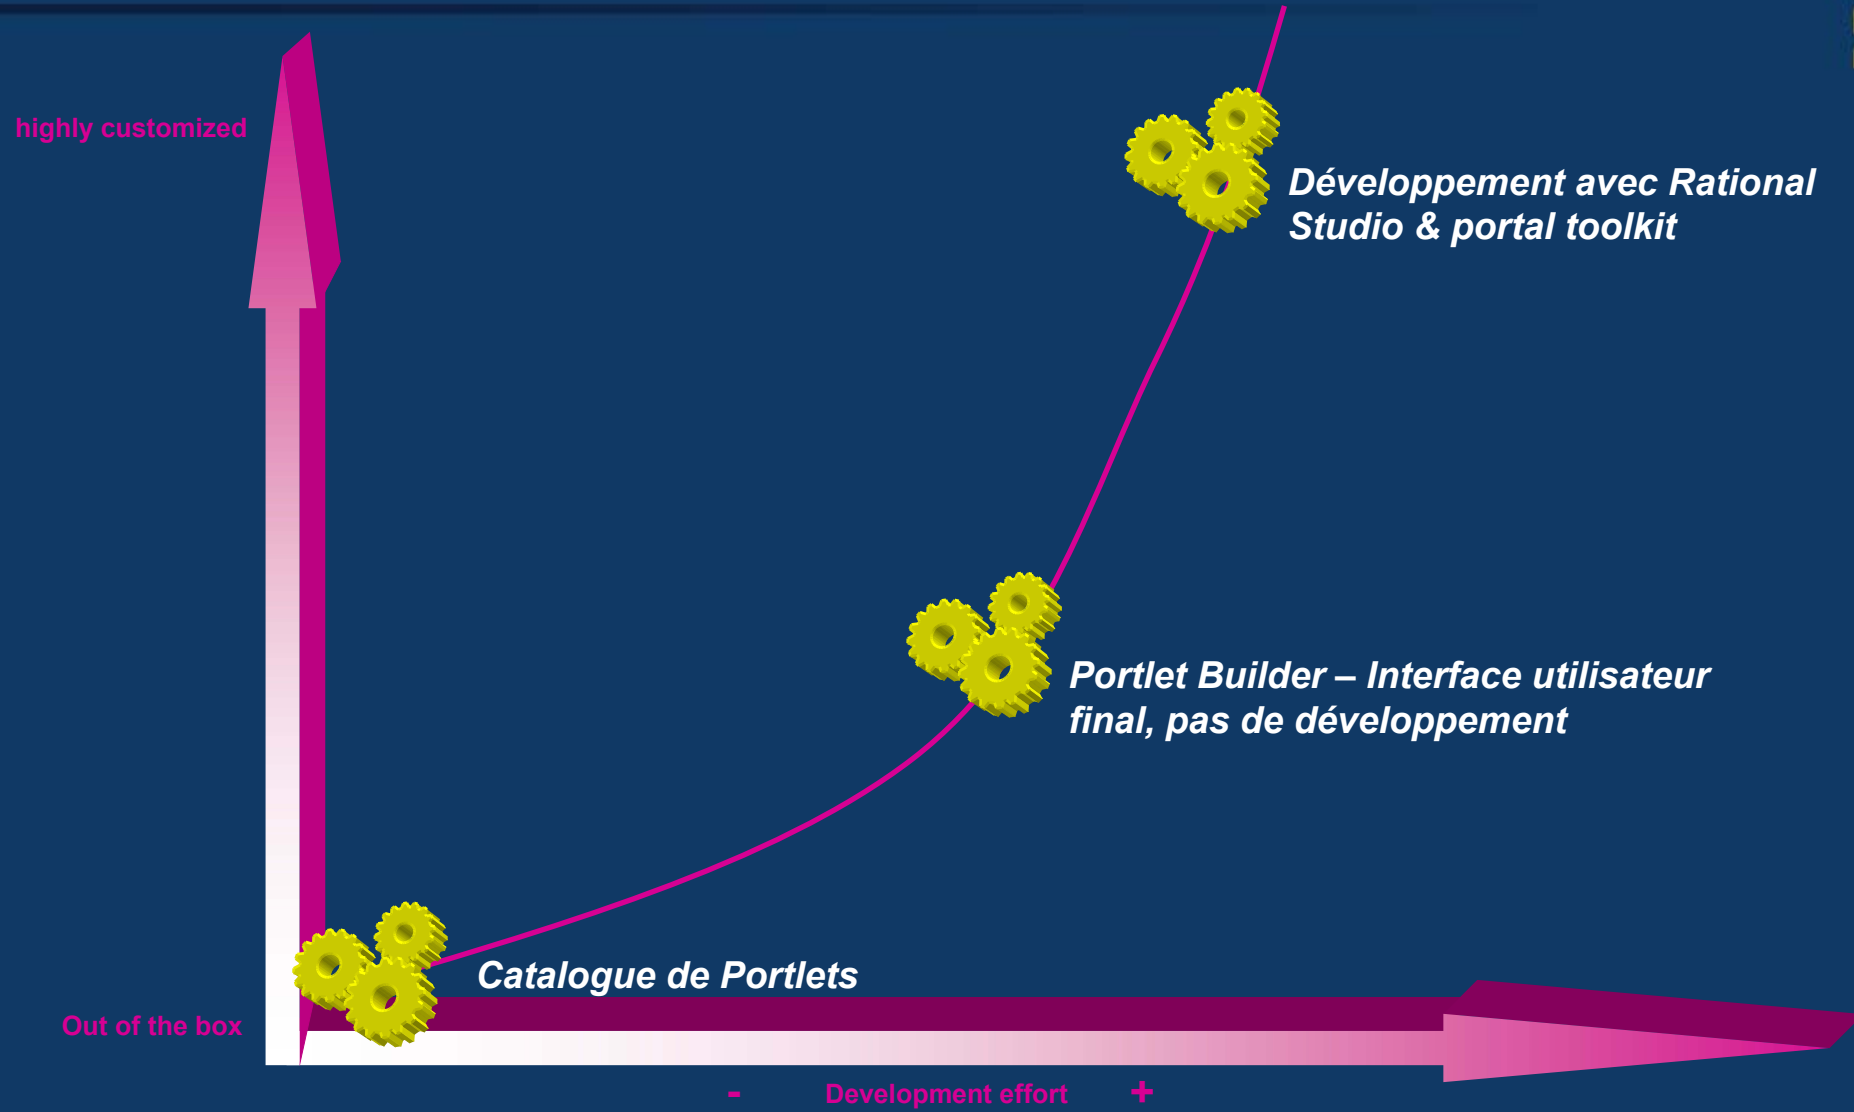 highly customized
Développement avec Rational
Studio & portal toolkit
Portlet Builder – Interface utilisateur
final, pas de développement
Catalogue de Portlets
Out of the box
- Development effort +